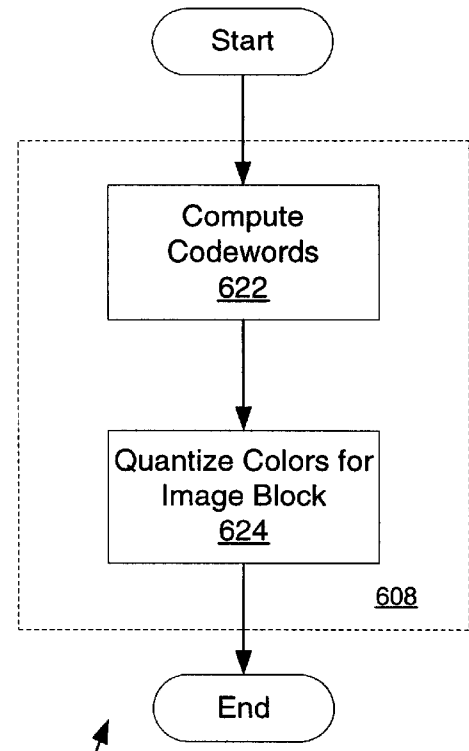 Start
Compute
Codewords
622
Quantize Colors for
Image Block
624
608
End